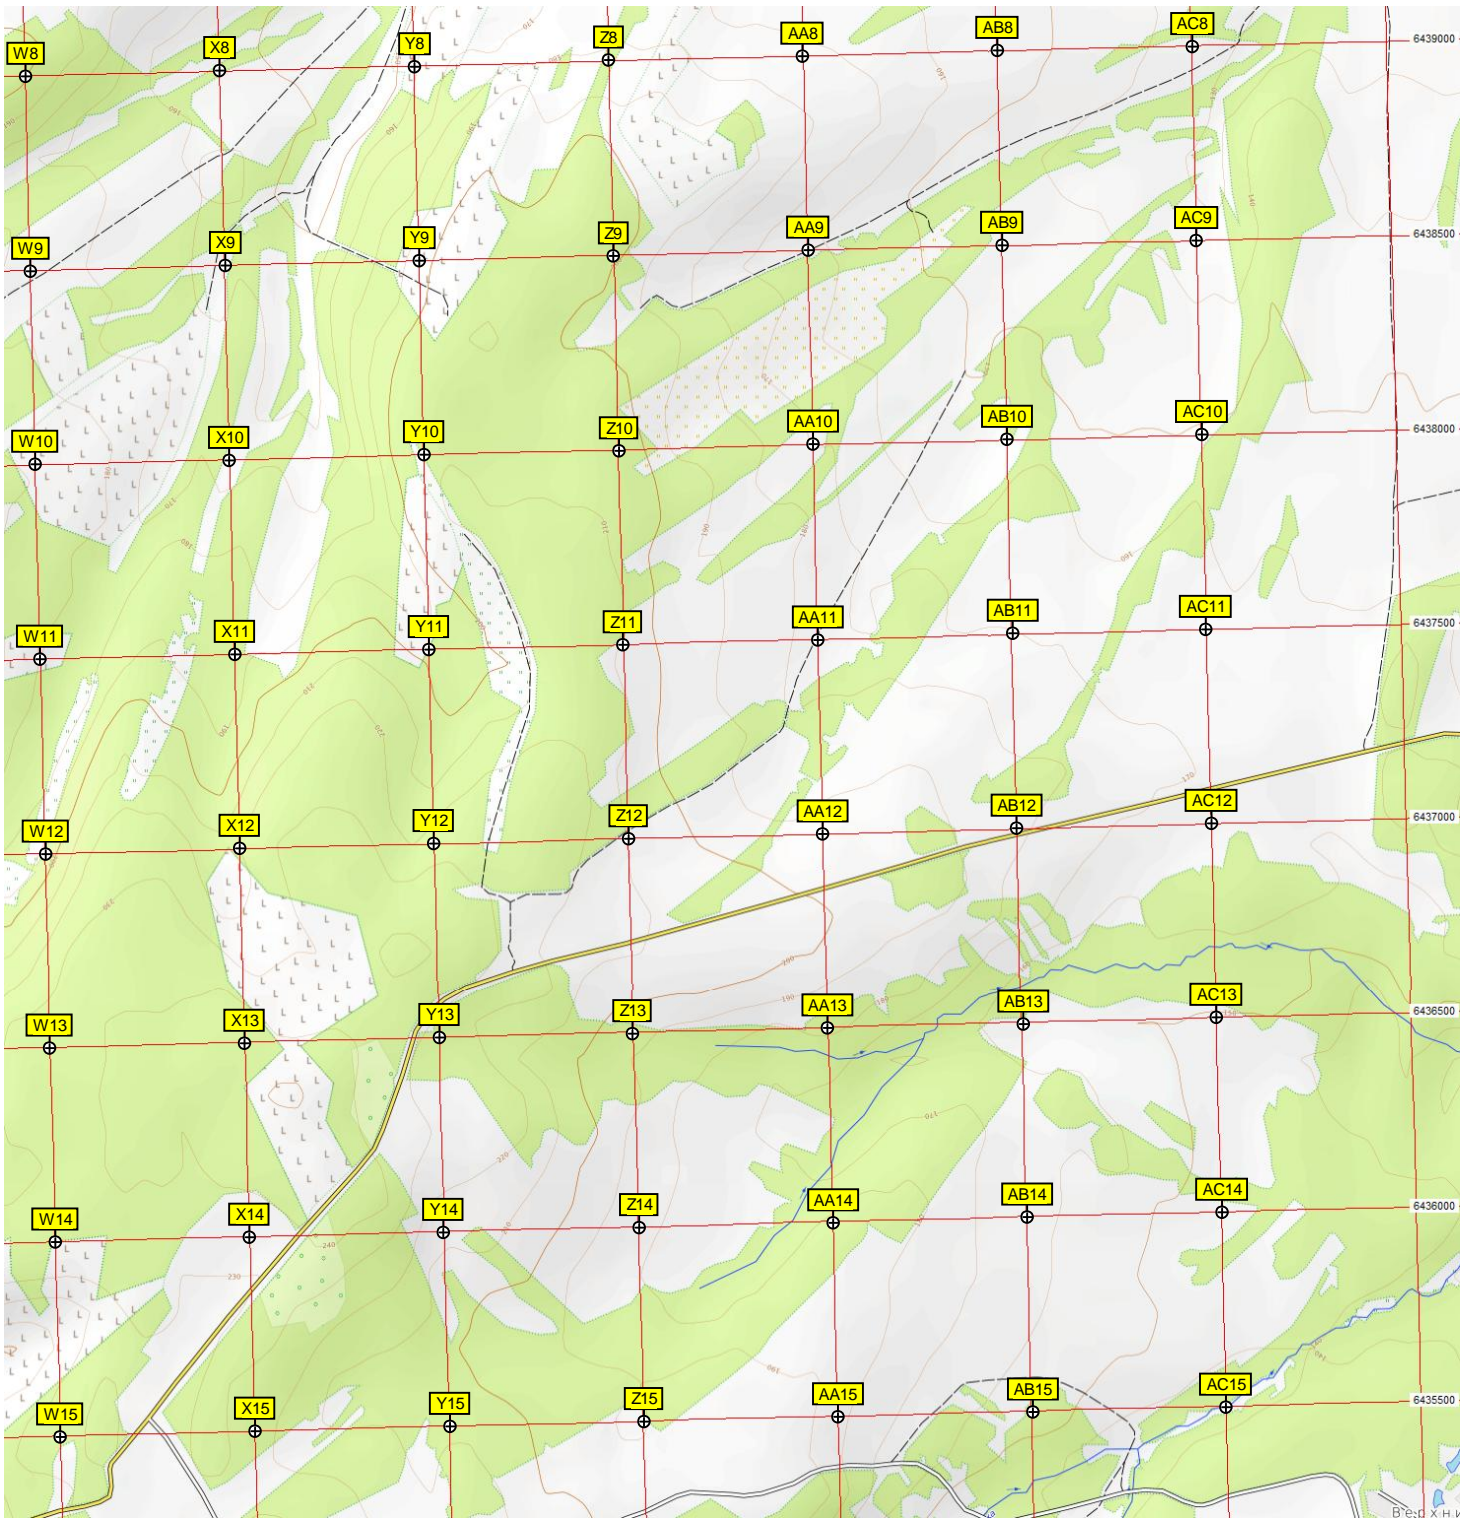 W8 X8 Y8 Z8 AA8 AB8 AC8 6439000
W9 X9 Y9 Z9 AA9 AB9 AC9 6438500
W10 X10 Y10 Z10 AA10 AB10 AC10 6438000
W11 X11 Y11 Z11 AA11 AB11 AC11 6437500
W12 X12 Y12 Z12 AA12 AB12 AC12 6437000
W13 X13 Y13 Z13 AA13 AB13 AC13 6436500
W14 X14 Y14 Z14 AA14 AB14 AC14 6436000
W15 X15 Y15 Z15 AA15 AB15 AC15 6435500